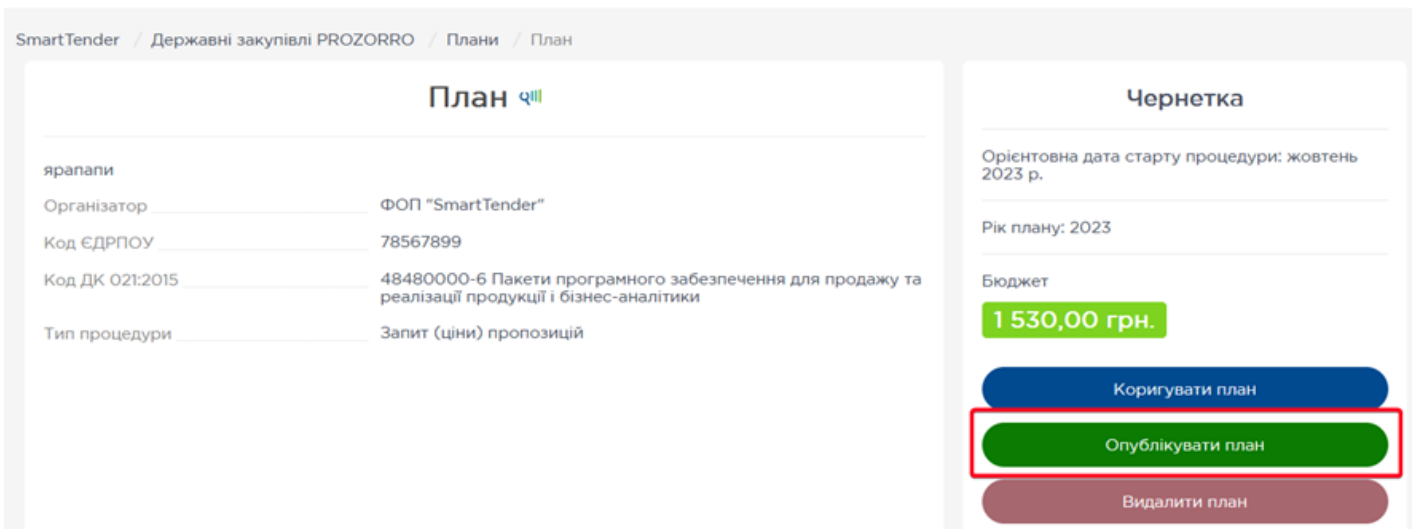 SmartTender / Державні закупівлі PROZORRO / Плани / План
План
ярапапи
Організатор ФОП "SmartTender"
Код ЄДРПОУ 78567899
Код ДК 021:2015 48480000-6 Пакети програмного забезпечення для продажу та
реалізації продукції і бізнес-аналітики
Тип процедури Запит (ціни) пропозицій
Чернетка
Орієнтовна дата старту процедури: жовтень
2023 р.
Рік плану: 2023
Бюджет
1 530,00 грн.
Коригувати план
Опублікувати план
Видалити план